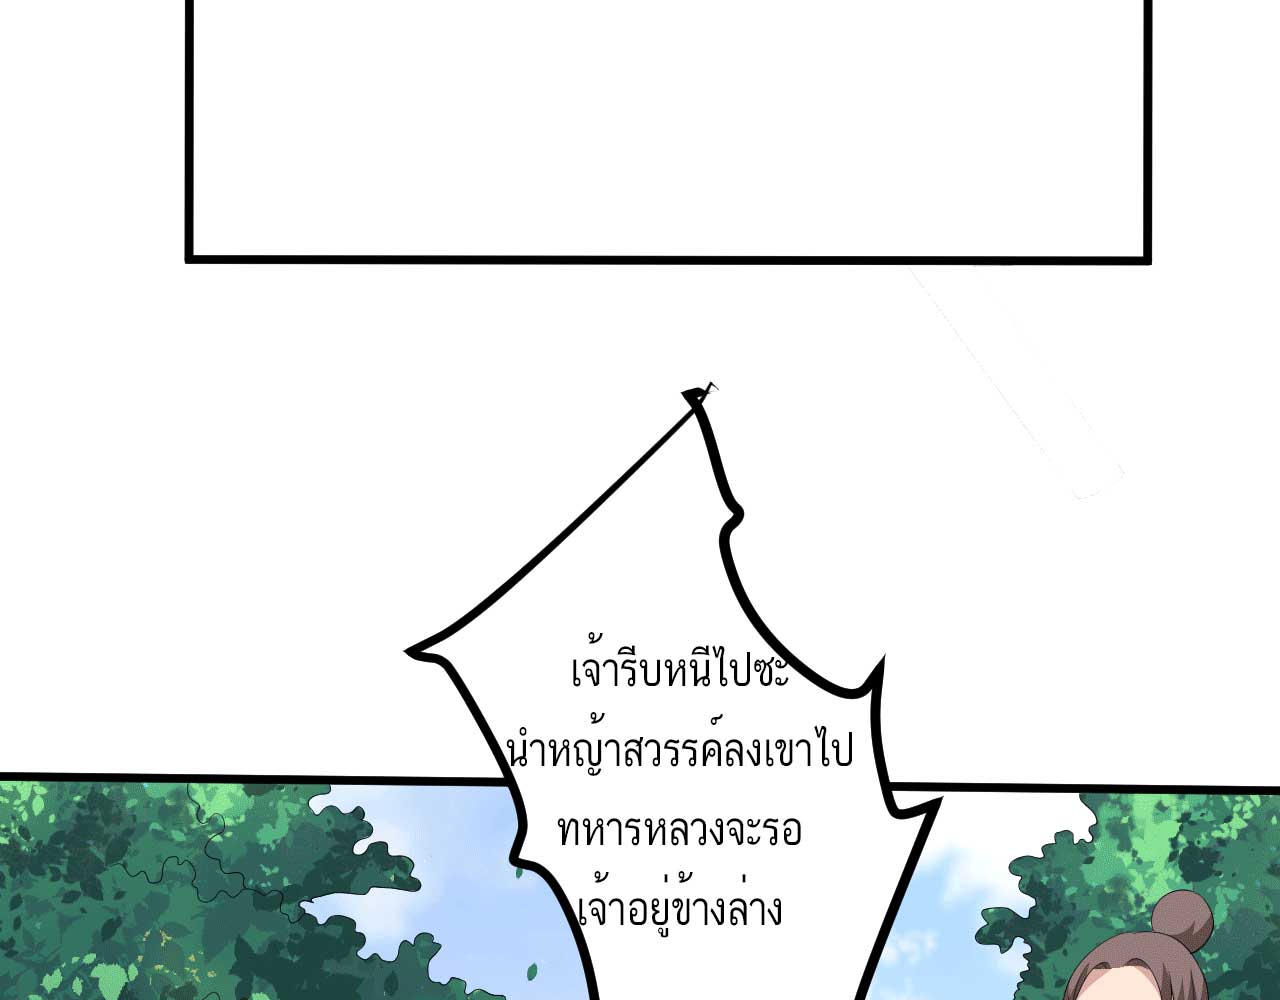 เจ้ารีบหนีไปซะ
นำหญ้าสวรรค์ลงเขาไป
ทหารหลวงจะรอ
เจ้าอยู่ข้างล่าง